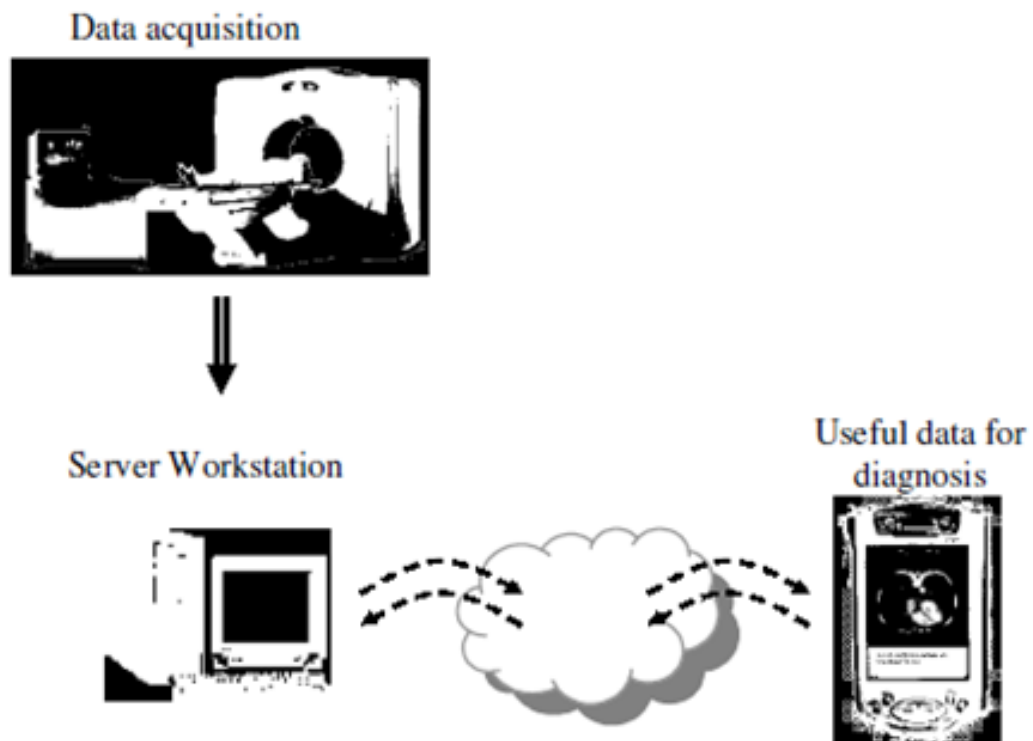 Data acquisition
Server Workstation
Useful data for
diagnosis